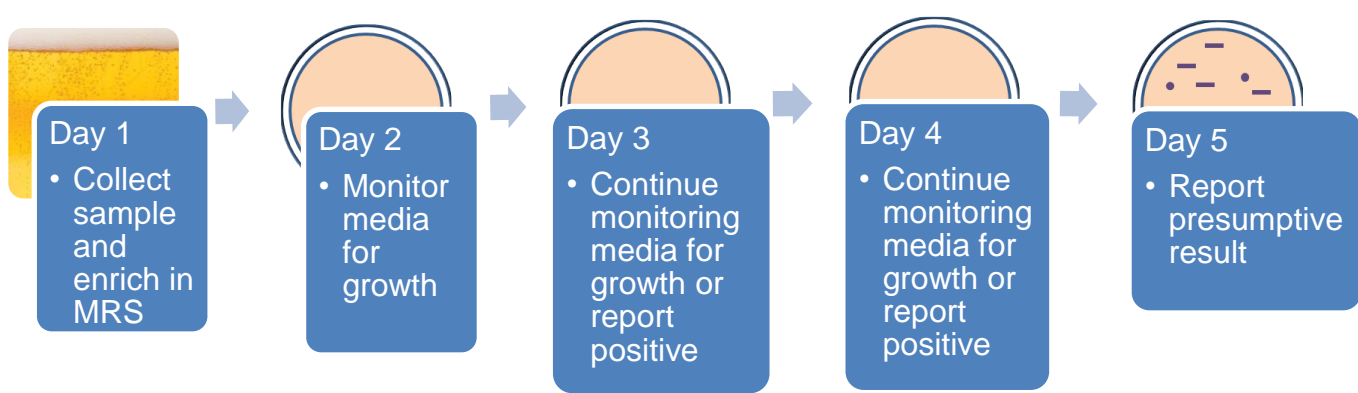 Day 1
• Collect
sample
and
enrich in
MRS
Day 2
• Monitor
media
for
growth
Day 3
• Continue
monitoring
media for
growth or
report
positive
Day 4
• Continue
monitoring
media for
growth or
report
positive
Day 5
• Report
presumptive
result